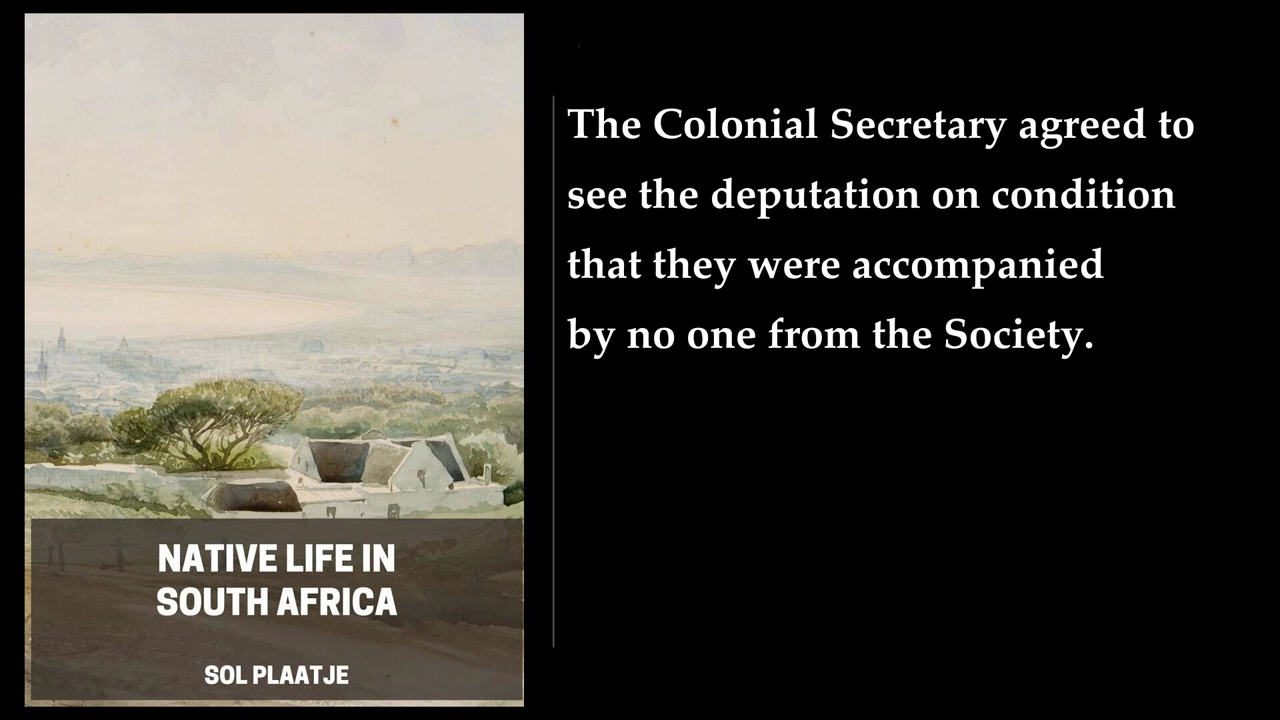 NATIVE LIFE IN
SOUTH AFRICA
SOL PLAATJE
The Colonial Secretary agreed to
see the deputation on condition
that they were accompanied
by no one from the Society.